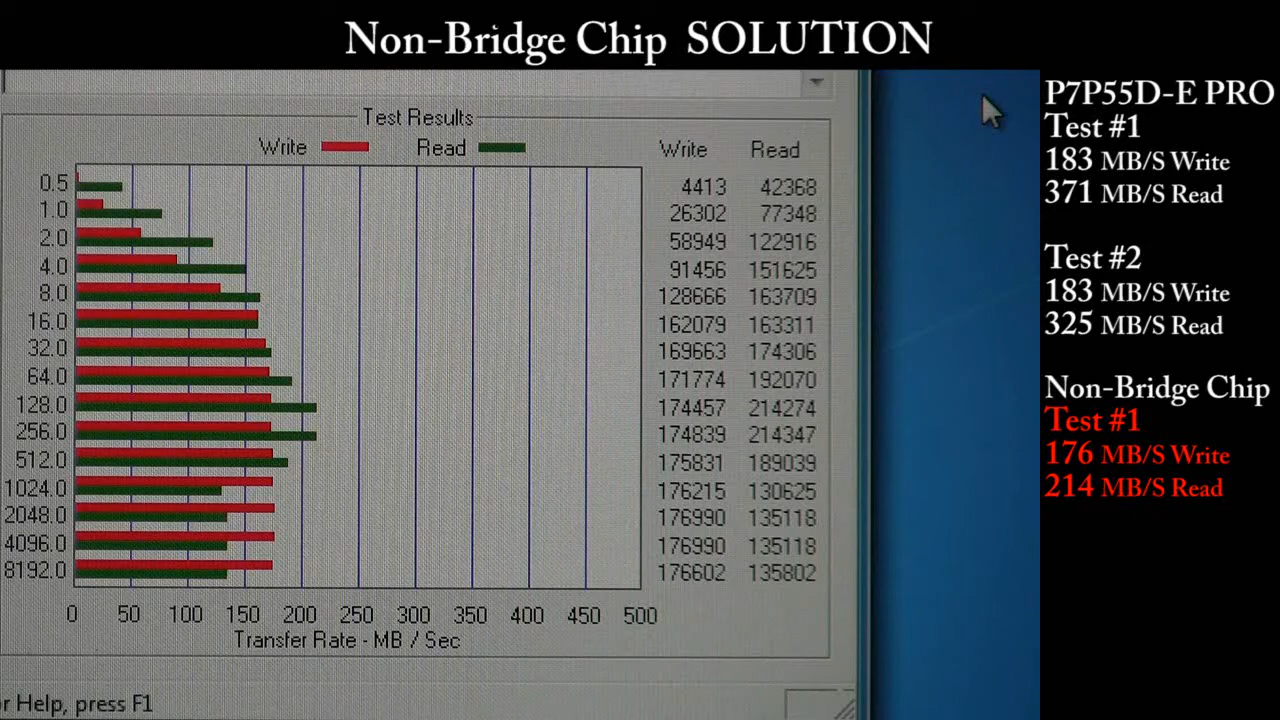 Non-Bridge Chip SOLUTION
Test Results
Write Read
Write Read
0.5 4413 42368
1.0 26302 77348
2.0 58949 122916
4.0 91456 151625
8.0 128666 163709
16.0 162079 163311
32.0 169663 174306
64.0 171774 192070
128.0 174457 214274
256.0 174839 214347
512.0 175831 189039
1024.0 176215 130625
2048.0 176990 135118
4096.0 176990 135118
8192.0 176602 135802
0 50 100 150 200 250 300 350 400 450 500
Transfer Rate - MB / Sec
or Help, press F1
P7P55D-E PRO
Test #1
183 MB/S Write
371 MB/S Read
Test #2
183 MB/S Write
325 MB/S Read
Non-Bridge Chip
Test #1
176 MB/S Write
214 MB/S Read